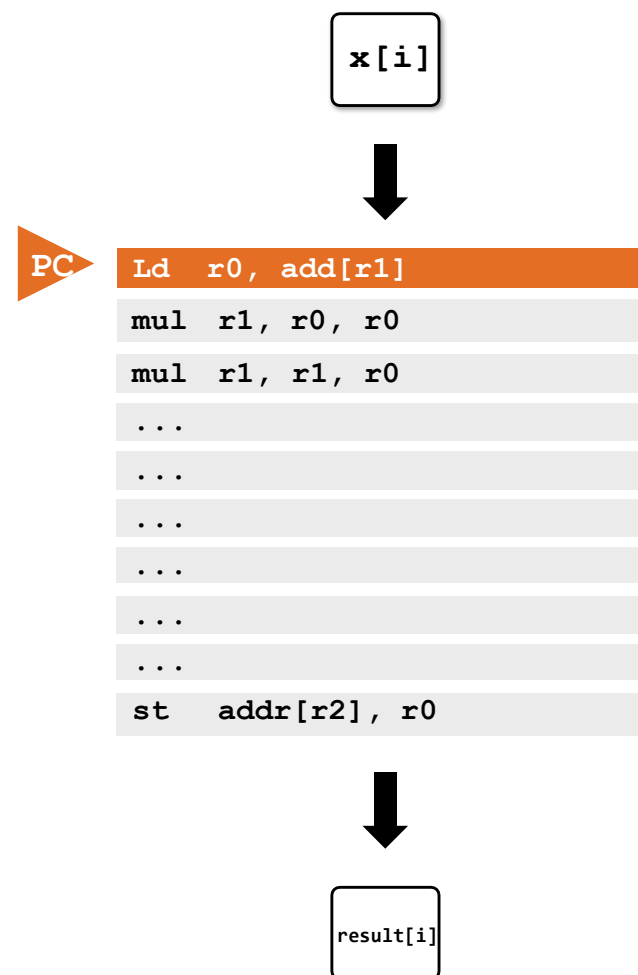 x[i]
PC
Ld r0, add[r1]
mul r1, r0, r0
mul r1, r1, r0
...
...
...
...
...
...
st addr[r2], r0
result[i]